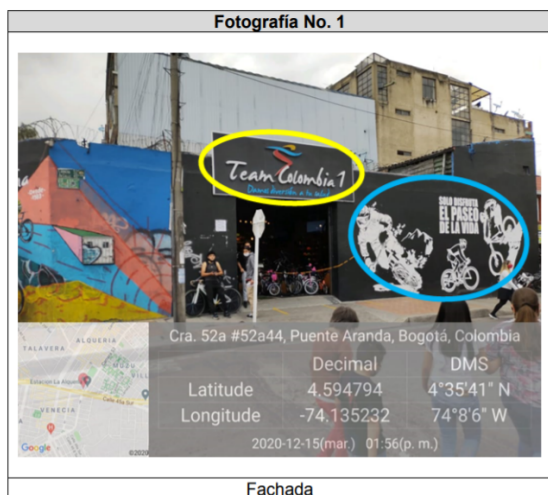 Fotografía No. 1
Team Colombia 1
SOLO DISFRUTA
EL PASEO
DE LA VIDA
Cra. 52a #52a44, Puente Aranda, Bogotá, Colombia
Decimal DMS
Latitude 4.594794 4°35'41" N
Longitude -74.135232 74°8'6" W
2020-12-15(mar.) 01:56(p. m.)
TALAVERA
ALQUERIA
VENECIA
Google
Fachada